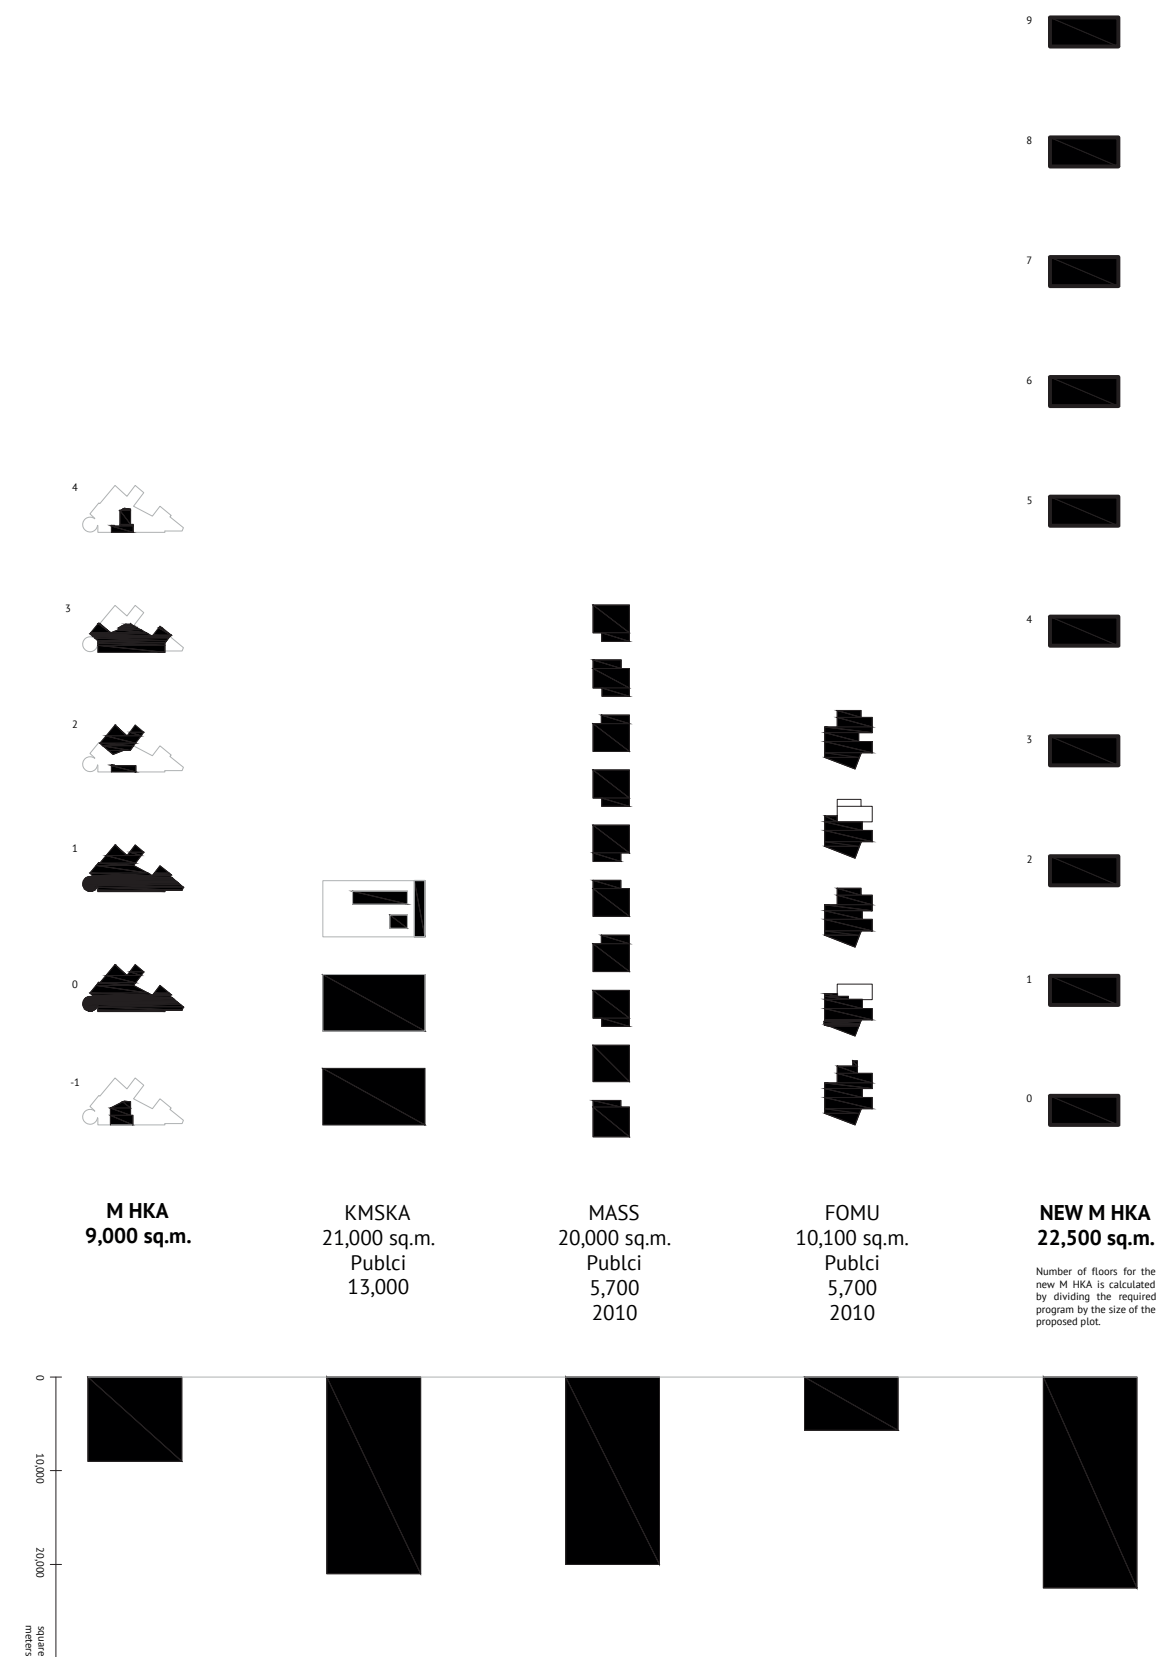 9
8
7
6
4
5
3
4
2
3
1
2
0
1
-1
0
M HKA
9,000 sq.m.
KMSKA
21,000 sq.m.
Publci
13,000
MASS
20,000 sq.m.
Publci
5,700
2010
FOMU
10,100 sq.m.
Publci
5,700
2010
NEW M HKA
22,500 sq.m.
Number of floors for the
new M HKA is calculated
by dividing the required
program by the size of the
proposed plot.
0
10,000
20,000
square
meters